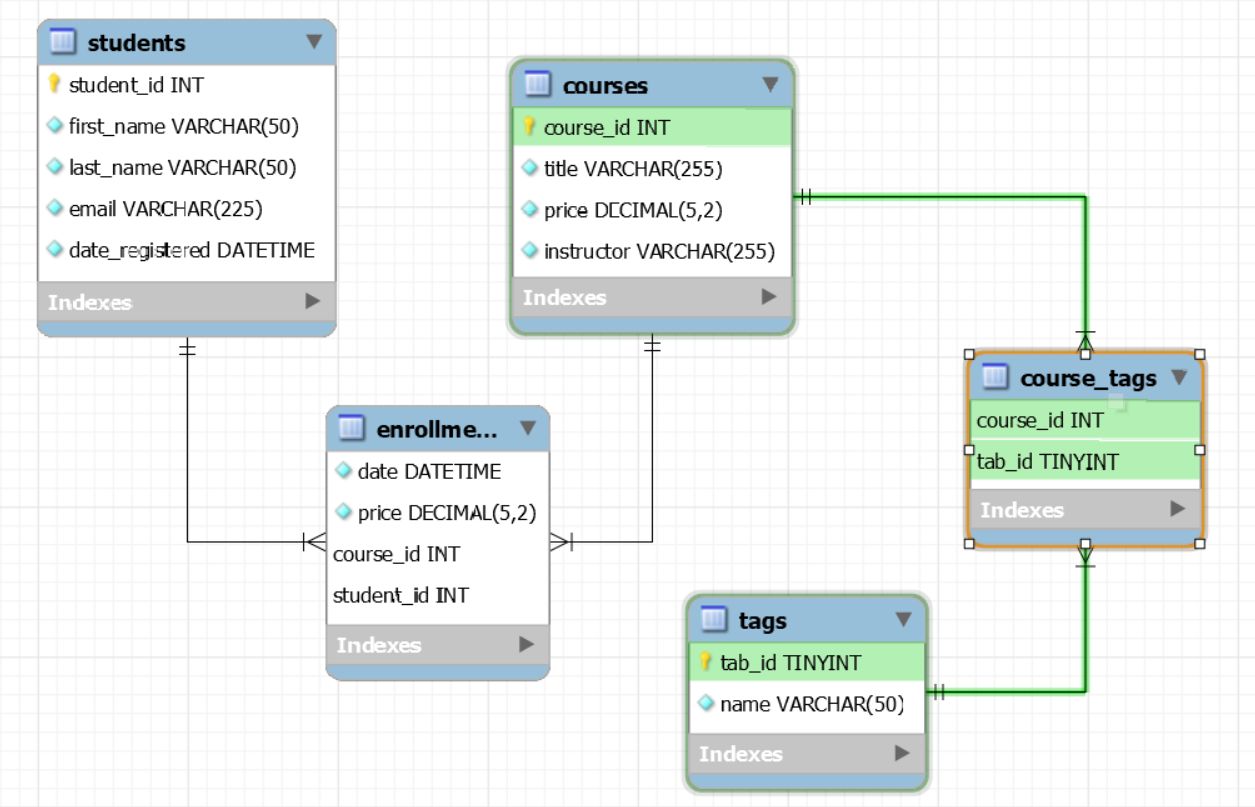 students
student_id INT
first_name VARCHAR(50)
last_name VARCHAR(50)
email VARCHAR(225)
date_registered DATETIME
Indexes
courses
course_id INT
title VARCHAR(255)
price DECIMAL(5,2)
instructor VARCHAR(255)
Indexes
enrollme...
date DATETIME
price DECIMAL(5,2)
course_id INT
student_id INT
Indexes
course_tags
course_id INT
tab_id TINYINT
Indexes
tags
tab_id TINYINT
name VARCHAR(50)
Indexes